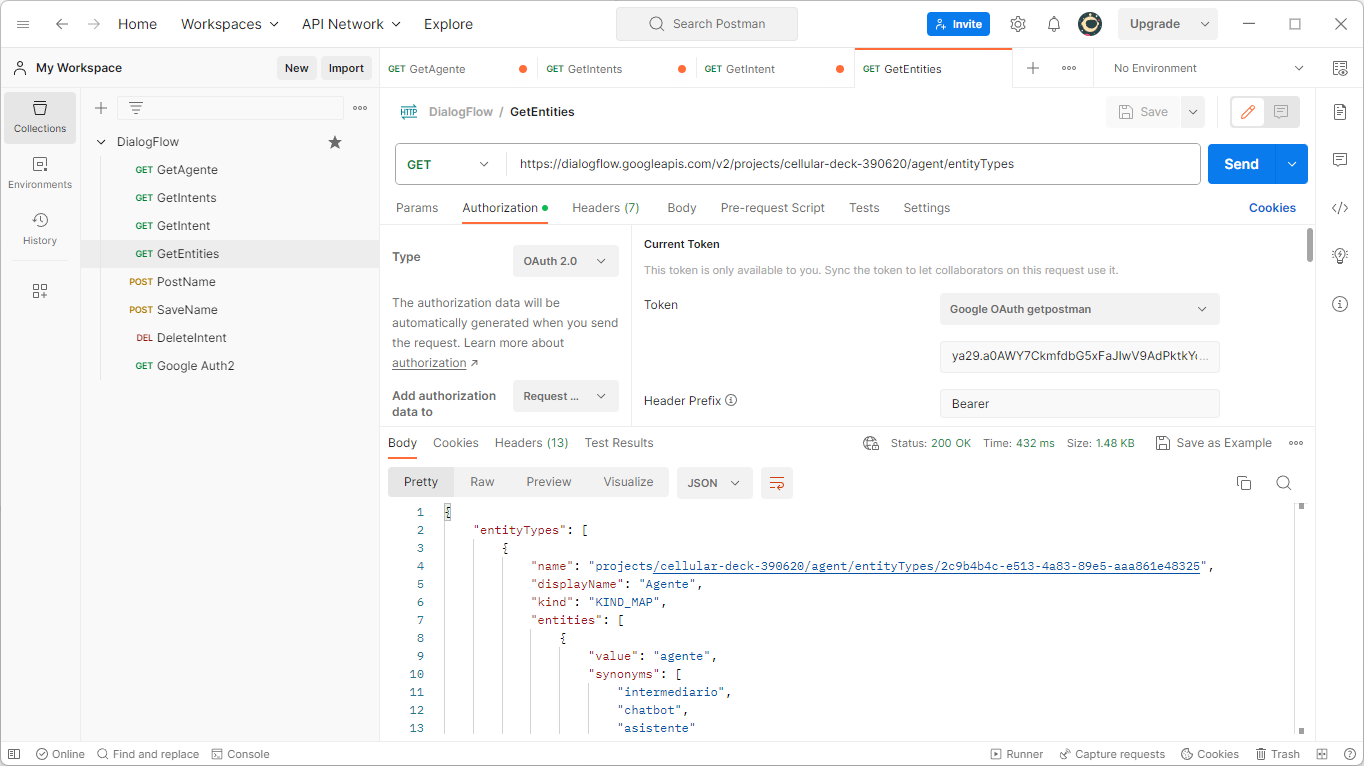 Home Workspaces API Network Explore Search Postman Invite Upgrade
My Workspace New Import GET GetAgente GET GetIntents GET GetIntent GET GetEntities No Environment
Collections
Environments
History
DialogFlow
GET GetAgente
GET GetIntents
GET GetIntent
GET GetEntities
POST PostName
POST SaveName
DEL DeleteIntent
GET Google Auth2
HTTP DialogFlow / GetEntities Save
GET https://dialogflow.googleapis.com/v2/projects/cellular-deck-390620/agent/entityTypes Send
Params Authorization Headers (7) Body Pre-request Script Tests Settings Cookies
Type OAuth 2.0
The authorization data will be
automatically generated when you send
the request. Learn more about
authorization ↗
Add authorization
data to
Request ...
Current Token
This token is only available to you. Sync the token to let collaborators on this request use it.
Token Google OAuth getpostman
Header Prefix Bearer
Body Cookies Headers (13) Test Results Status: 200 OK Time: 432 ms Size: 1.48 KB Save as Example
Pretty Raw Preview Visualize JSON
1 {
2 "entityTypes": [
3 {
4 "name": "projects/cellular-deck-390620/agent/entityTypes/2c9b4b4c-e513-4a83-89e5-aaa861e48325",
5 "displayName": "Agente",
6 "kind": "KIND_MAP",
7 "entities": [
8 {
9 "value": "agente",
10 "synonyms": [
11 "intermediario",
12 "chatbot",
13 "asistente"
Online Find and replace Console Runner Capture requests Cookies Trash